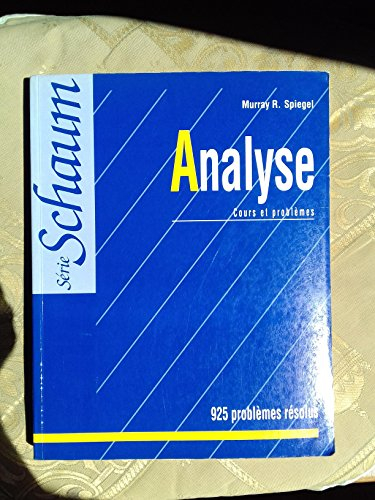 Série Schaum
Murray R. Spiegel
Analyse
Cours et problèmes
925 problèmes résolus